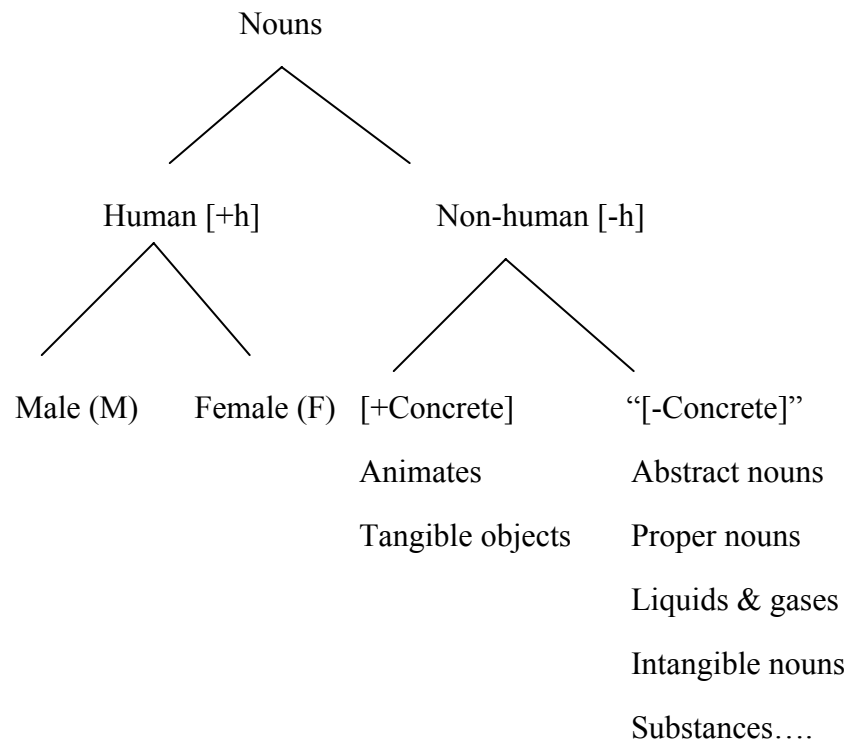 Nouns
Human [+h] Non-human [-h]
Male (M) Female (F) [+Concrete] “[-Concrete]”
Animates Abstract nouns
Tangible objects Proper nouns
Liquids & gases
Intangible nouns
Substances….